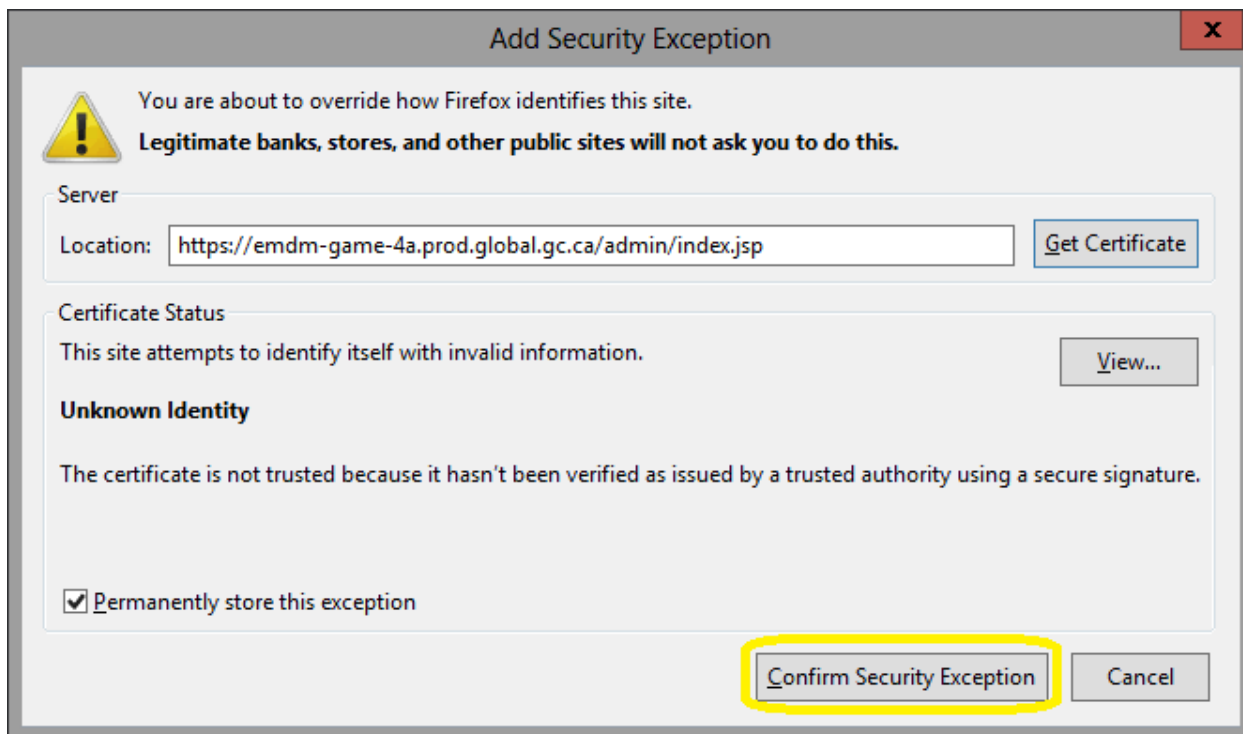 Add Security Exception
x
You are about to override how Firefox identifies this site.
Legitimate banks, stores, and other public sites will not ask you to do this.
Server
Location: https://emdm-game-4a.prod.global.gc.ca/admin/index.jsp Get Certificate
Certificate Status
This site attempts to identify itself with invalid information.
View...
Unknown Identity
The certificate is not trusted because it hasn't been verified as issued by a trusted authority using a secure signature.
Permanently store this exception
Confirm Security Exception Cancel